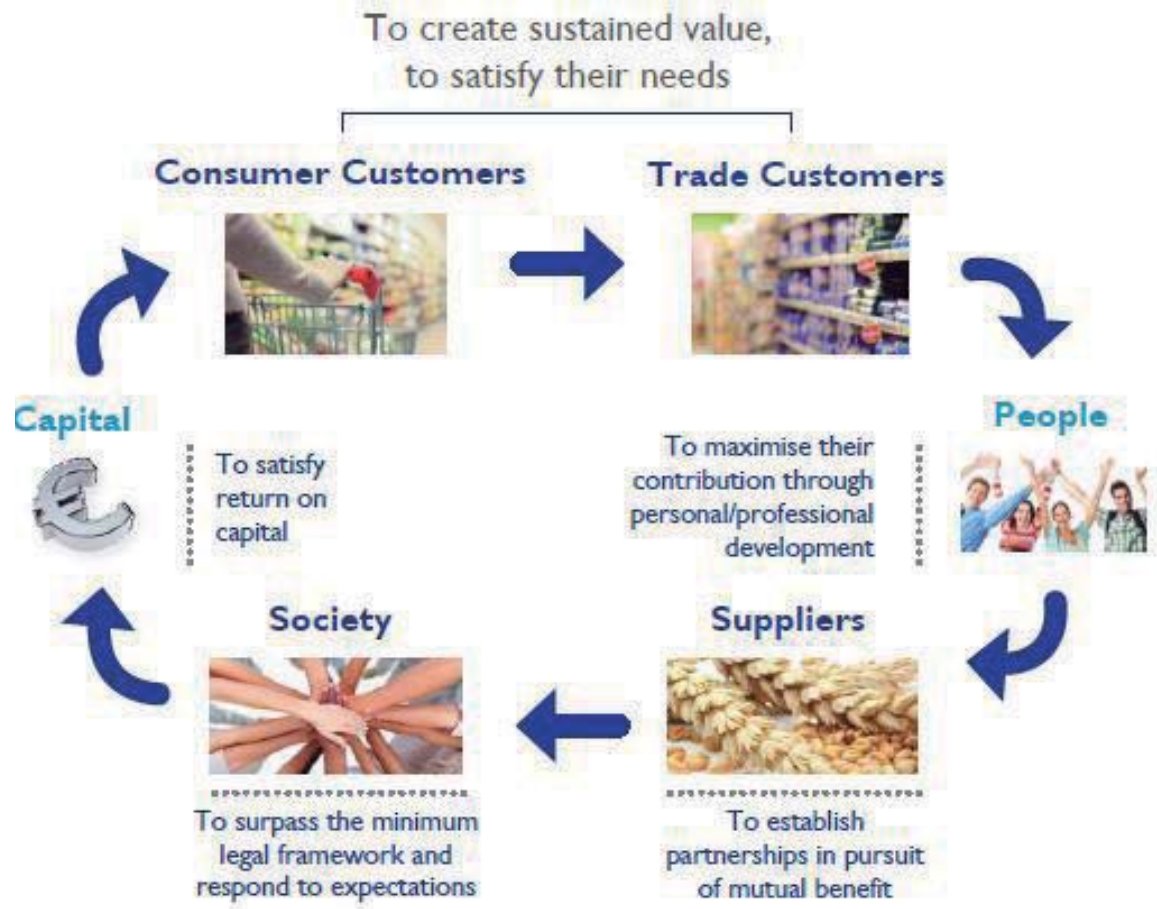 To create sustained value,
to satisfy their needs
Consumer Customers
Trade Customers
Capital
To satisfy
return on
capital
People
To maximise their
contribution through
personal/professional
development
Society
To surpass the minimum
legal framework and
respond to expectations
Suppliers
To establish
partnerships in pursuit
of mutual benefit